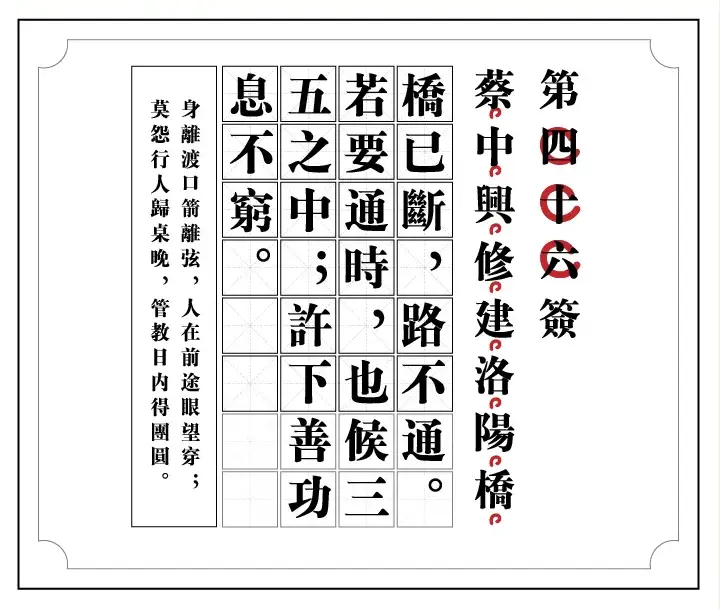 第四十六簽
蔡中興修建洛陽橋
橋已斷，路不通。
若要通時，也候三
五之中；許下善功
息不窮。
身離渡口箭離弦，人在前途眼望穿；
莫怨行人歸桌晚，管教日内得團圓。